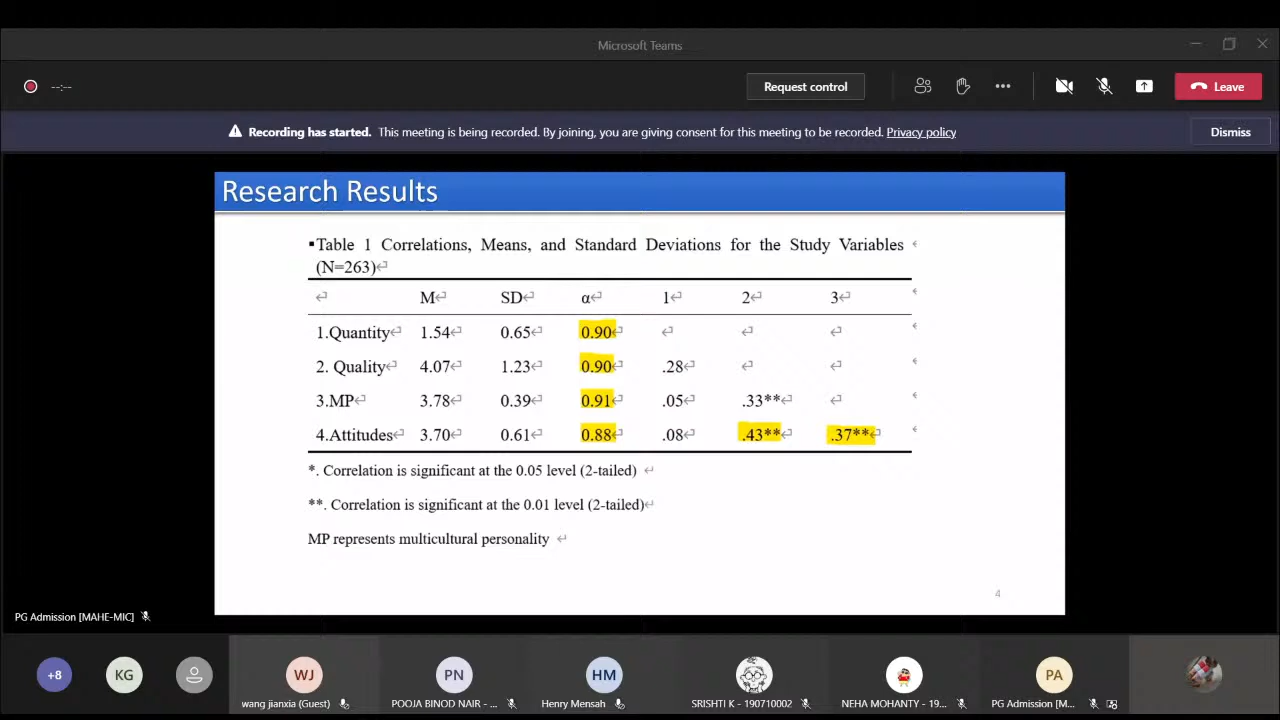 Microsoft Teams
--:--
Request control
Leave
Recording has started. This meeting is being recorded. By joining, you are giving consent for this meeting to be recorded. Privacy policy
Dismiss
Research Results
▪Table 1 Correlations, Means, and Standard Deviations for the Study Variables
(N=263)
M SD α 1 2 3
1.Quantity 1.54 0.65 0.90
2. Quality 4.07 1.23 0.90 .28
3.MP 3.78 0.39 0.91 .05 .33**
4.Attitudes 3.70 0.61 0.88 .08 .43** .37**
*. Correlation is significant at the 0.05 level (2-tailed)
**. Correlation is significant at the 0.01 level (2-tailed)
MP represents multicultural personality
4
PG Admission [MAHE-MIC]
+8 KG WJ PN HM PA
wang jianxia (Guest) POOJA BINOD NAIR - ... Henry Mensah SRISHTI K - 190710002 NEHA MOHANTY - 19... PG Admission [M...